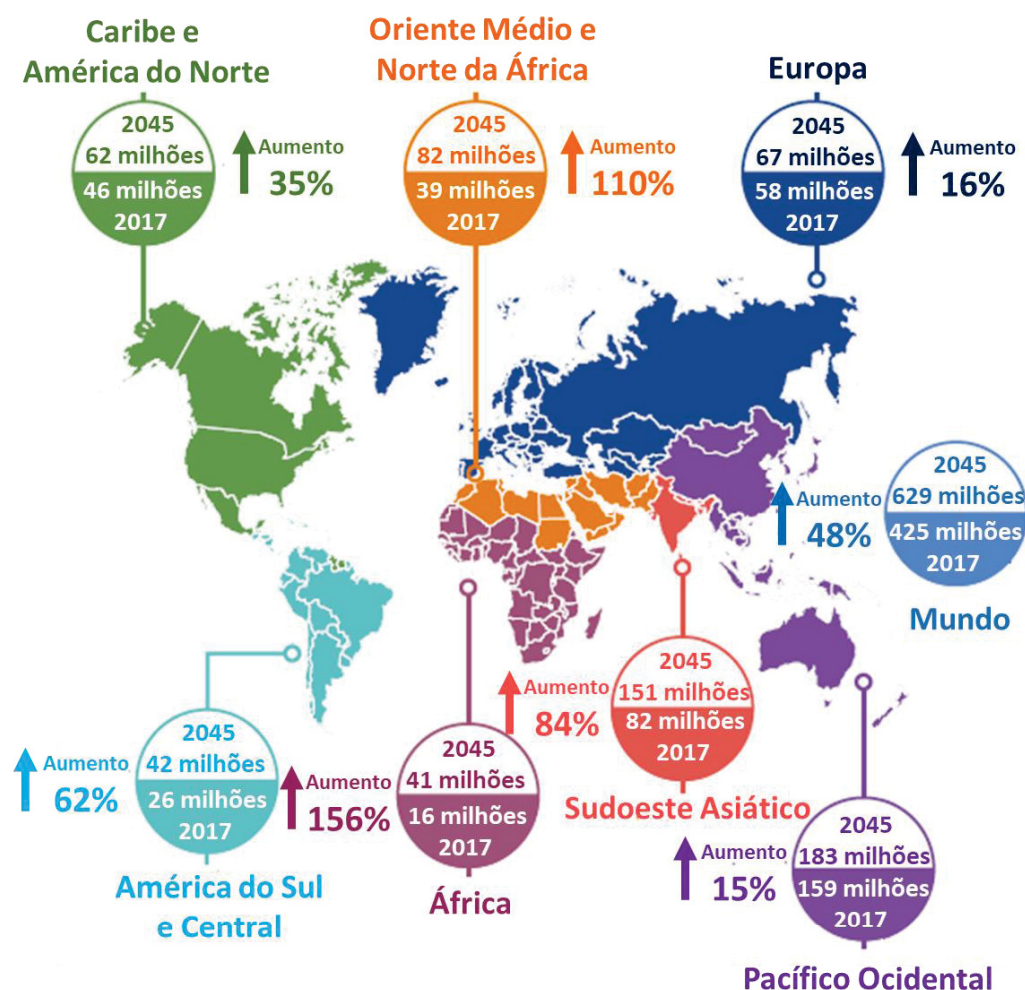 Caribe e
América do Norte
2045
62 milhões
46 milhões
2017
Aumento
35%
Oriente Médio e
Norte da África
2045
82 milhões
39 milhões
2017
Aumento
110%
Europa
2045
67 milhões
58 milhões
2017
Aumento
16%
2045
629 milhões
425 milhões
2017
Aumento
48%
Mundo
2045
42 milhões
26 milhões
2017
Aumento
62%
América do Sul
e Central
2045
41 milhões
16 milhões
2017
Aumento
156%
África
2045
151 milhões
82 milhões
2017
Aumento
84%
Sudoeste Asiático
2045
183 milhões
159 milhões
2017
Aumento
15%
Pacífico Ocidental